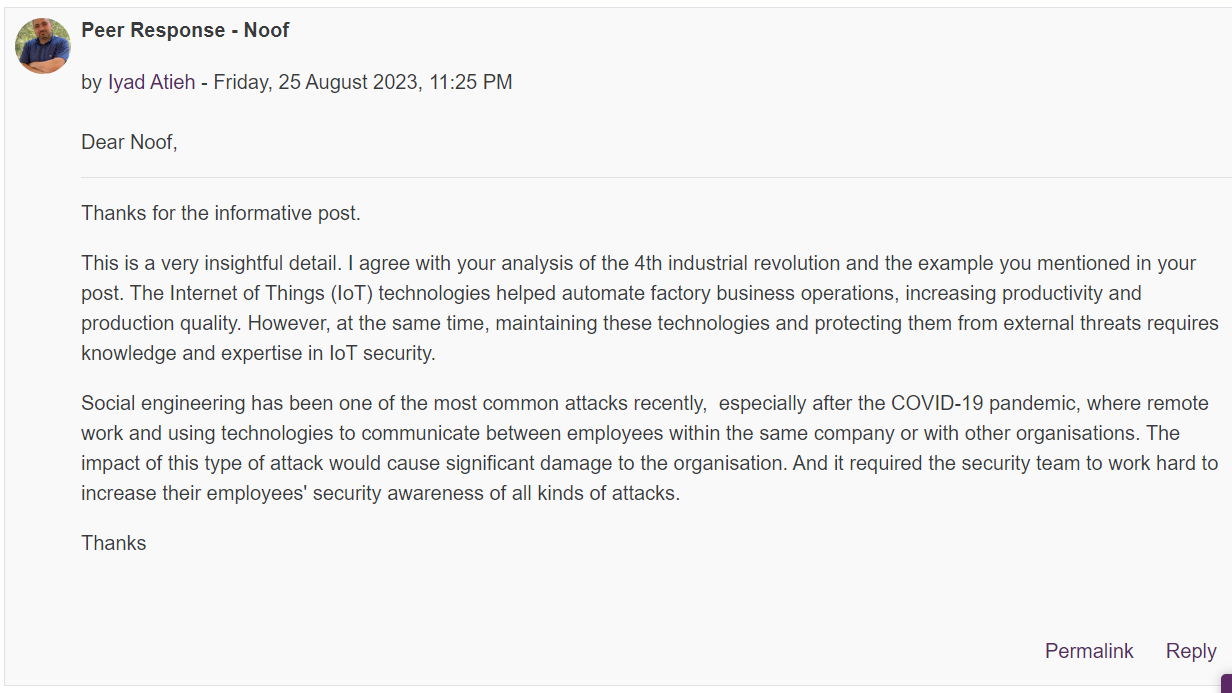 Peer Response - Noof
by Iyad Atieh - Friday, 25 August 2023, 11:25 PM
Dear Noof,
Thanks for the informative post.
This is a very insightful detail. I agree with your analysis of the 4th industrial revolution and the example you mentioned in your
post. The Internet of Things (IoT) technologies helped automate factory business operations, increasing productivity and
production quality. However, at the same time, maintaining these technologies and protecting them from external threats requires
knowledge and expertise in IoT security.
Social engineering has been one of the most common attacks recently,  especially after the COVID-19 pandemic, where remote
work and using technologies to communicate between employees within the same company or with other organisations. The
impact of this type of attack would cause significant damage to the organisation. And it required the security team to work hard to
increase their employees' security awareness of all kinds of attacks.
Thanks
Permalink Reply